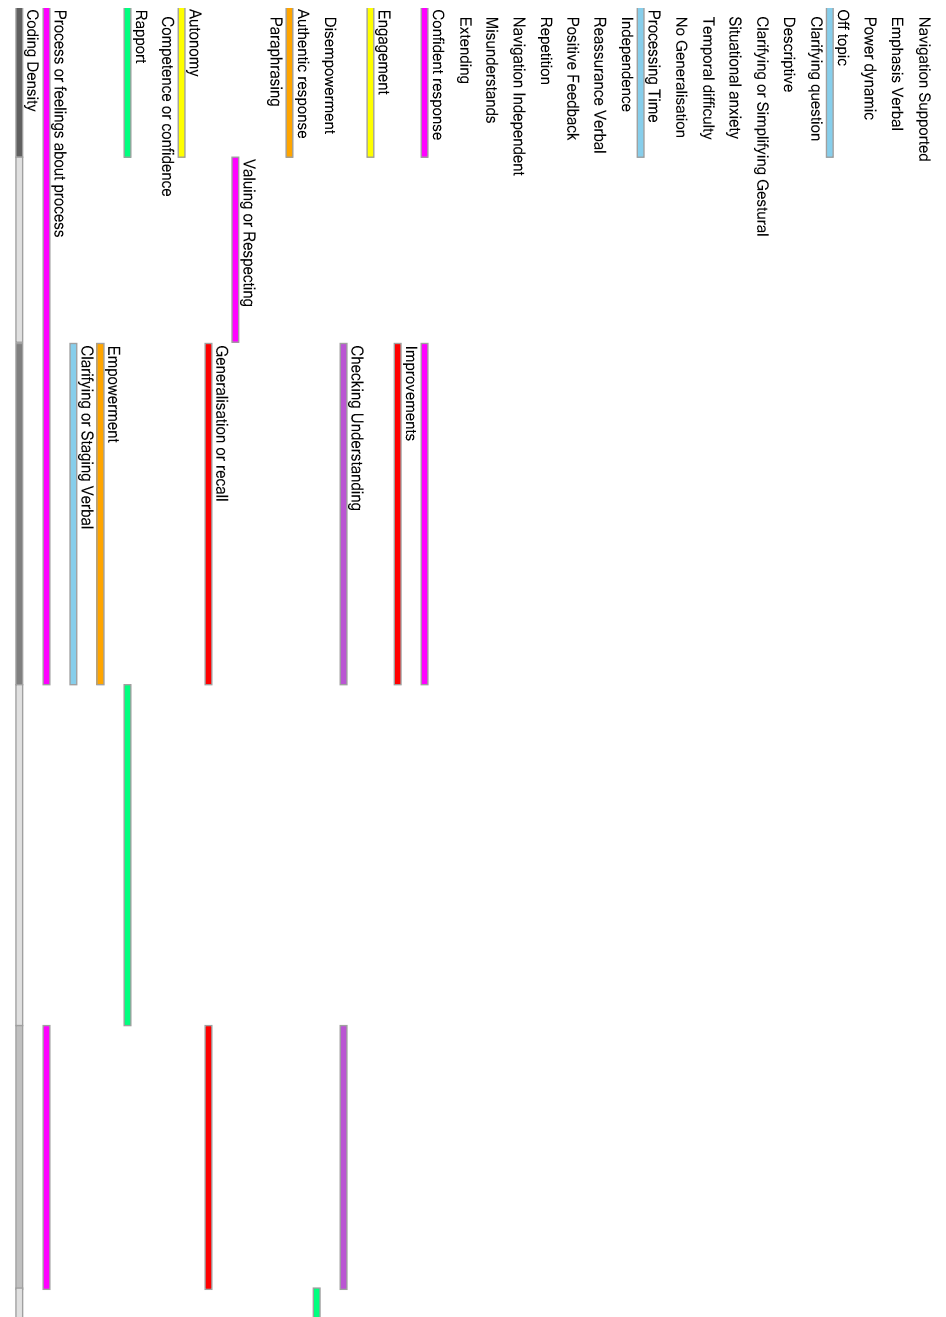 Navigation Supported
Emphasis Verbal
Power dynamic
Off topic
Clarifying question
Descriptive
Clarifying or Simplifying Gestural
Situational anxiety
Temporal difficulty
No Generalisation
Processing Time
Independence
Reassurance Verbal
Positive Feedback
Repetition
Navigation Independent
Misunderstands
Extending
Confident response
Improvements
Engagement
Checking Understanding
Disempowerment
Authentic response
Paraphrasing
Valuing or Respecting
Generalisation or recall
Autonomy
Competence or confidence
Rapport
Empowerment
Clarifying or Staging Verbal
Process or feelings about process
Coding Density